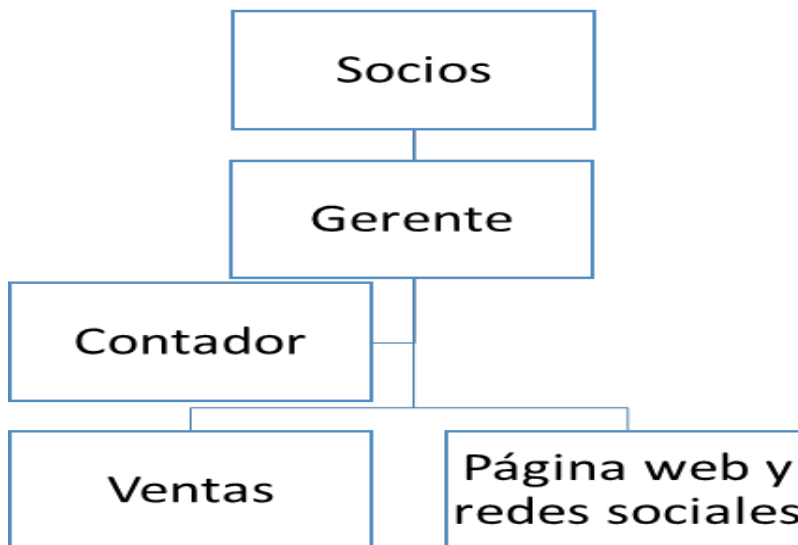 Socios
Gerente
Contador
Ventas
Página web y
redes sociales